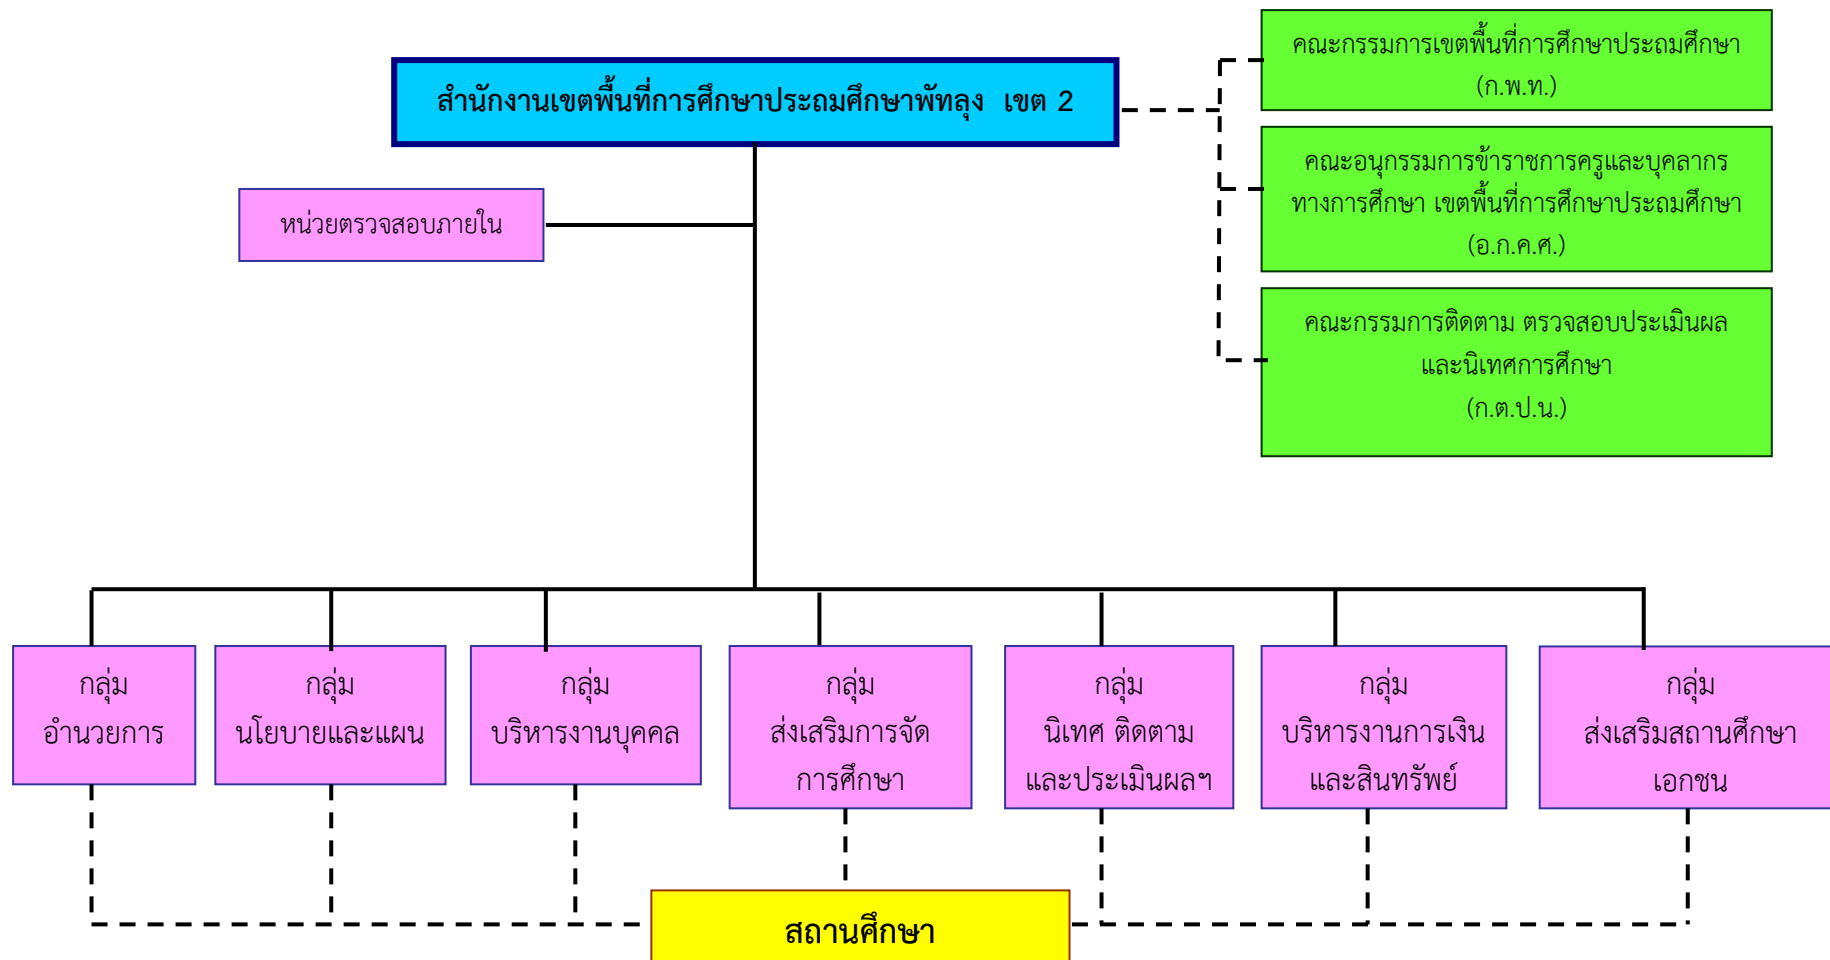 สำนักงานเขตพื้นที่การศึกษาประถมศึกษาพัทลุง เขต 2
คณะกรรมการเขตพื้นที่การศึกษาประถมศึกษา
(ก.พ.ท.)
คณะอนุกรรมการข้าราชการครูและบุคลากร
ทางการศึกษา เขตพื้นที่การศึกษาประถมศึกษา
(อ.ก.ค.ศ.)
คณะกรรมการติดตาม ตรวจสอบประเมินผล
และนิเทศการศึกษา
(ก.ต.ป.น.)
หน่วยตรวจสอบภายใน
กลุ่ม
อำนวยการ
กลุ่ม
นโยบายและแผน
กลุ่ม
บริหารงานบุคคล
กลุ่ม
ส่งเสริมการจัด
การศึกษา
กลุ่ม
นิเทศ ติดตาม
และประเมินผลฯ
กลุ่ม
บริหารงานการเงิน
และสินทรัพย์
กลุ่ม
ส่งเสริมสถานศึกษา
เอกชน
สถานศึกษา